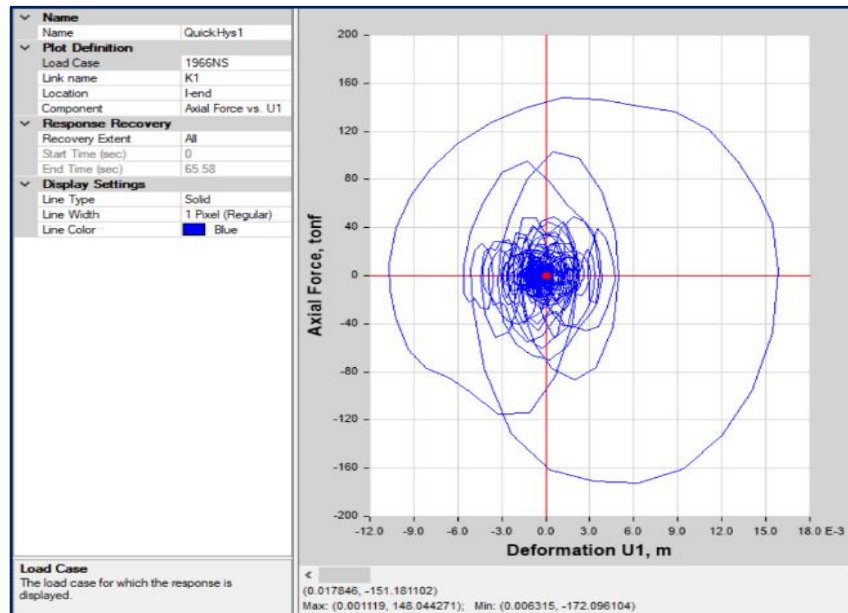 Name
Name QuickHys1
Plot Definition
Load Case 1966NS
Link name K1
Location I-end
Component Axial Force vs. U1
Response Recovery
Recovery Extent All
Start Time (sec) 0
End Time (sec) 65.58
Display Settings
Line Type Solid
Line Width 1 Pixel (Regular)
Line Color Blue
Load Case
The load case for which the response is
displayed.
Axial Force, tonf
200
160
120
80
40
0
-40
-80
-120
-160
-200
-12.0 -9.0 -6.0 -3.0 0.0 3.0 6.0 9.0 12.0 15.0 18.0 E-3
Deformation U1, m
<
(0.017846, -151.181102)
Max: (0.001119, 148.044271); Min: (0.006315, -172.096104)